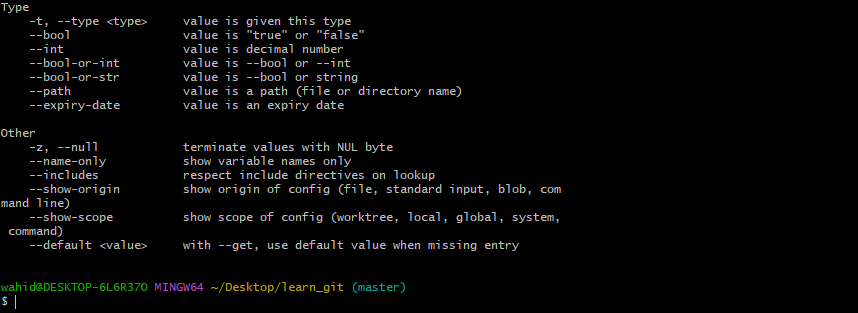 Type
    -t, --type <type>     value is given this type
    --bool                value is "true" or "false"
    --int                 value is decimal number
    --bool-or-int         value is --bool or --int
    --bool-or-str         value is --bool or string
    --path                value is a path (file or directory name)
    --expiry-date         value is an expiry date

Other
    -z, --null            terminate values with NUL byte
    --name-only           show variable names only
    --includes            respect include directives on lookup
    --show-origin         show origin of config (file, standard input, blob, com
mand line)
    --show-scope          show scope of config (worktree, local, global, system,
 command)
    --default <value>     with --get, use default value when missing entry

wahid@DESKTOP-6L6R37O MINGW64 ~/Desktop/learn_git (master)
$